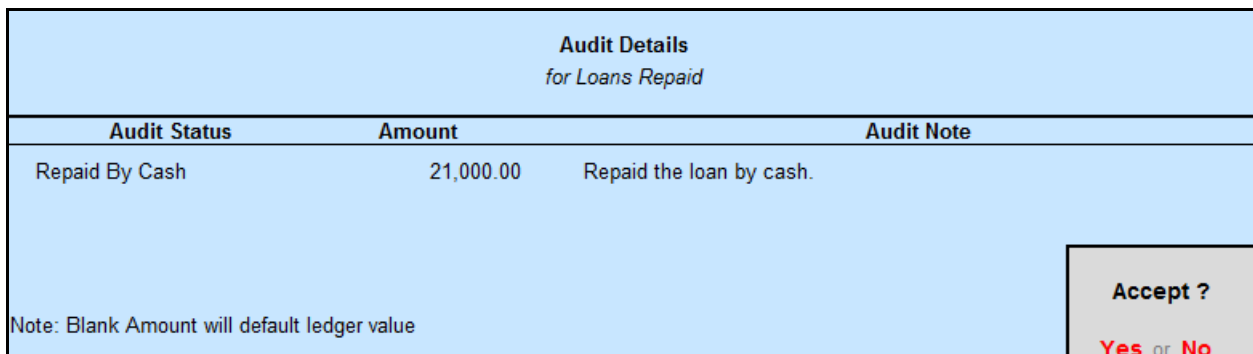 Audit Details
for Loans Repaid
Audit Status Amount Audit Note
Repaid By Cash 21,000.00 Repaid the loan by cash.
Accept ?
Note: Blank Amount will default ledger value
Yes or No